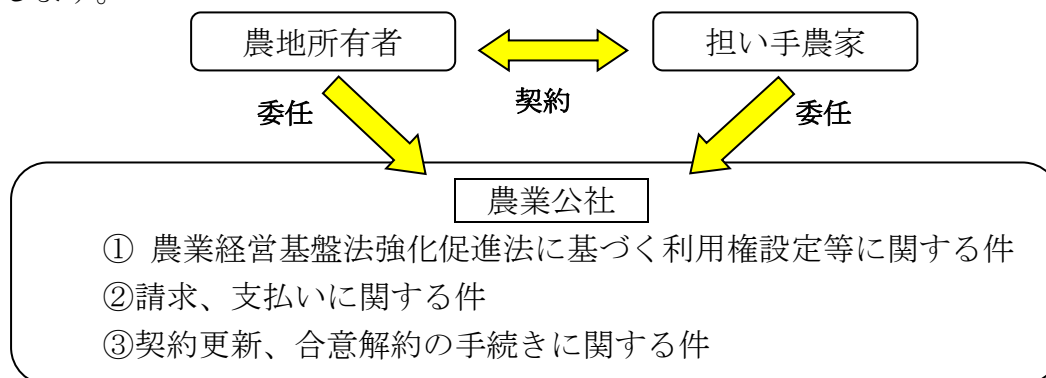 します。
農地所有者
担い手農家
委任
契約
委任
農業公社
① 農業経営基盤法強化促進法に基づく利用権設定等に関する件
②請求、支払いに関する件
③契約更新、合意解約の手続きに関する件